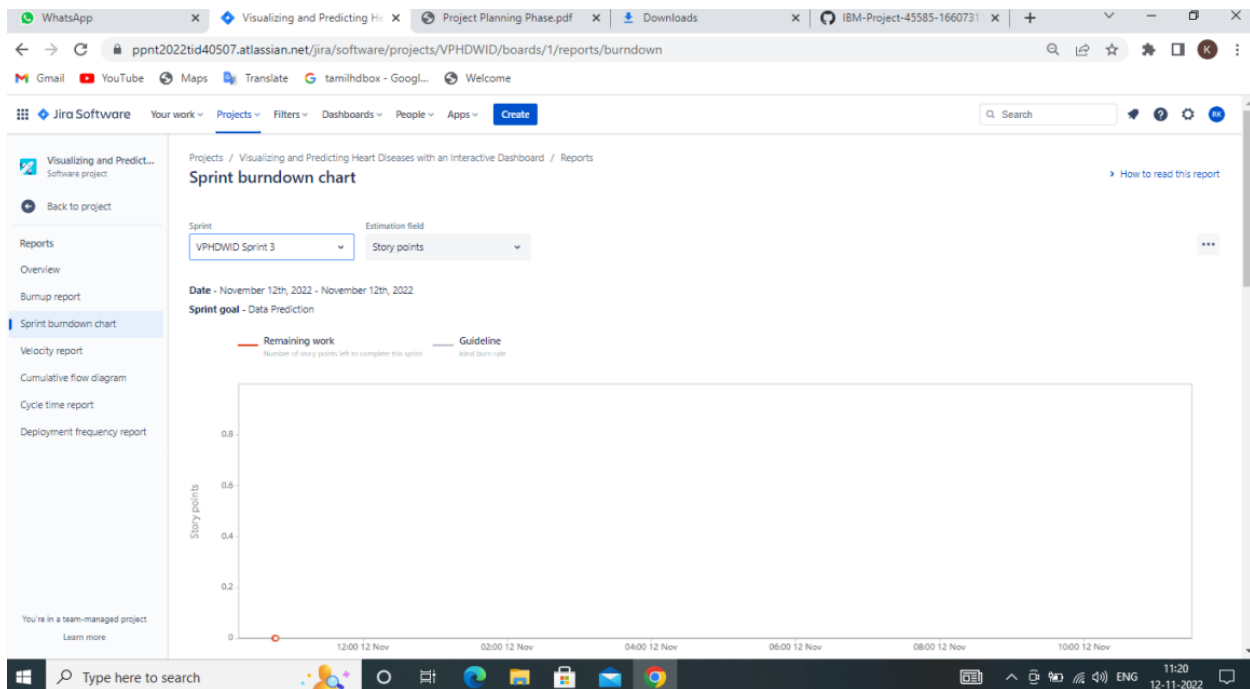 WhatsApp
Visualizing and Predicting He
Project Planning Phase.pdf
Downloads
IBM-Project-45585-16607311
ppnt2022tid40507.atlassian.net/jira/software/projects/VPHDWID/boards/1/reports/burndown
K
Gmail
YouTube
Maps
Translate
tamilhdbox - Googl...
Welcome
Jira Software
Your work
Projects
Filters
Dashboards
People
Apps
Create
Search
RK
Visualizing and Predict...
Software project
Back to project
Reports
Overview
Burnup report
Sprint burndown chart
Velocity report
Cumulative flow diagram
Cycle time report
Deployment frequency report
You're in a team-managed project
Learn more
Projects / Visualizing and Predicting Heart Diseases with an Interactive Dashboard / Reports
Sprint burndown chart
How to read this report
Sprint
Estimation field
VPHDWID Sprint 3
Story points
Date - November 12th, 2022 - November 12th, 2022
Sprint goal - Data Prediction
Remaining work
Number of story points left to complete this sprint
Guideline
Ideal burn rate
Story points
0.8
0.6
0.4
0.2
0
12:00 12 Nov
02:00 12 Nov
04:00 12 Nov
06:00 12 Nov
08:00 12 Nov
10:00 12 Nov
Type here to search
ENG
11:20
12-11-2022